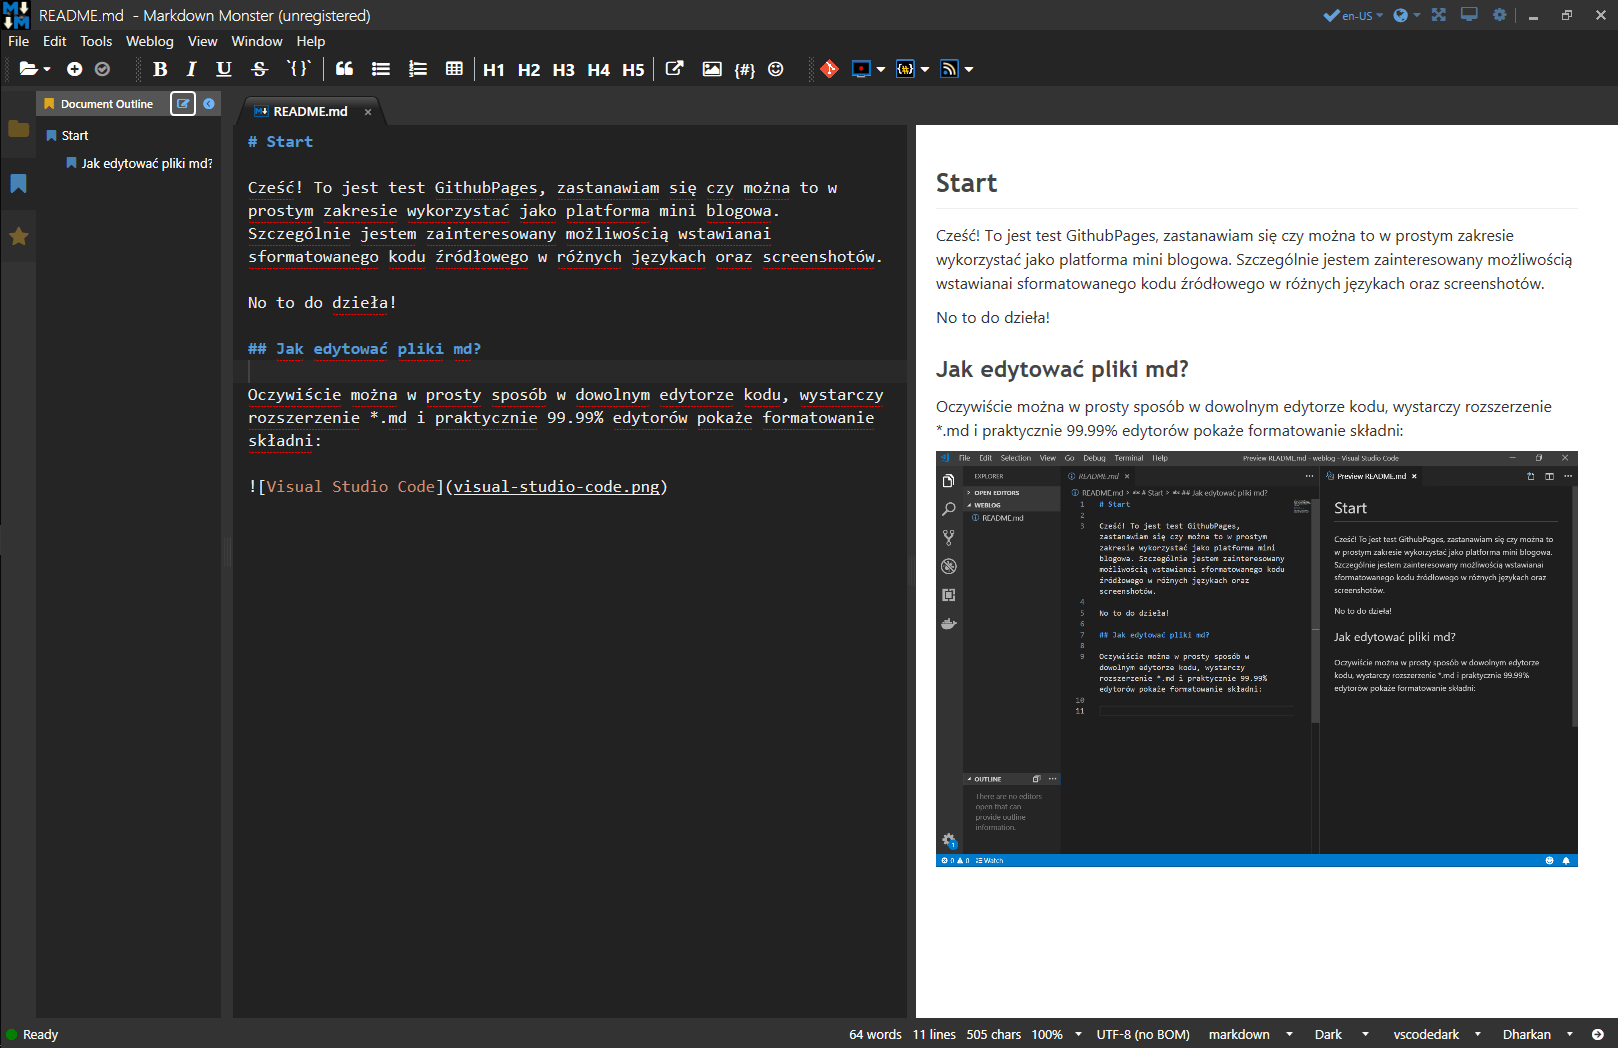 README.md - Markdown Monster (unregistered)
en-US
File Edit Tools Weblog View Window Help
B I U S `{} H1 H2 H3 H4 H5 {#}
Document Outline
Start
Jak edytować pliki md?
README.md
# Start
Cześć! To jest test GithubPages, zastanawiam się czy można to w
prostym zakresie wykorzystać jako platforma mini blogowa.
Szczególnie jestem zainteresowany możliwością wstawianai
sformatowanego kodu źródłowego w różnych językach oraz screenshotów.
No to do dzieła!
## Jak edytować pliki md?
Oczywiście można w prosty sposób w dowolnym edytorze kodu, wystarczy
rozszerzenie *.md i praktycznie 99.99% edytorów pokaże formatowanie
składni:
![Visual Studio Code](visual-studio-code.png)
Start
Cześć! To jest test GithubPages, zastanawiam się czy można to w prostym zakresie
wykorzystać jako platforma mini blogowa. Szczególnie jestem zainteresowany możliwością
wstawianai sformatowanego kodu źródłowego w różnych językach oraz screenshotów.
No to do dzieła!
Jak edytować pliki md?
Oczywiście można w prosty sposób w dowolnym edytorze kodu, wystarczy rozszerzenie
*.md i praktycznie 99.99% edytorów pokaże formatowanie składni:
File Edit Selection View Go Debug Terminal Help Preview README.md - weblog - Visual Studio Code
EXPLORER
OPEN EDITORS
WEBLOG
README.md
OUTLINE
There are no editors
open that can
provide outline
information.
README.md
README.md > # Start > ## Jak edytować pliki md?
1 # Start
2
3 Cześć! To jest test GithubPages,
zastanawiam się czy można to w prostym
zakresie wykorzystać jako platforma mini
blogowa. Szczególnie jestem zainteresowany
możliwością wstawianai sformatowanego kodu
źródłowego w różnych językach oraz
screenshotów.
4
5 No to do dzieła!
6
7 ## Jak edytować pliki md?
8
9 Oczywiście można w prosty sposób w
dowolnym edytorze kodu, wystarczy
rozszerzenie *.md i praktycznie 99.99%
edytorów pokaże formatowanie składni:
10
11
Preview README.md
Start
Cześć! To jest test GithubPages, zastanawiam się czy można to
w prostym zakresie wykorzystać jako platforma mini blogowa.
Szczególnie jestem zainteresowany możliwością wstawianai
sformatowanego kodu źródłowego w różnych językach oraz
screenshotów.
No to do dzieła!
Jak edytować pliki md?
Oczywiście można w prosty sposób w dowolnym edytorze
kodu, wystarczy rozszerzenie *.md i praktycznie 99.99%
edytorów pokaże formatowanie składni:
1
0 0 Watch
Ready
64 words 11 lines 505 chars 100% UTF-8 (no BOM) markdown Dark vscodedark Dharkan